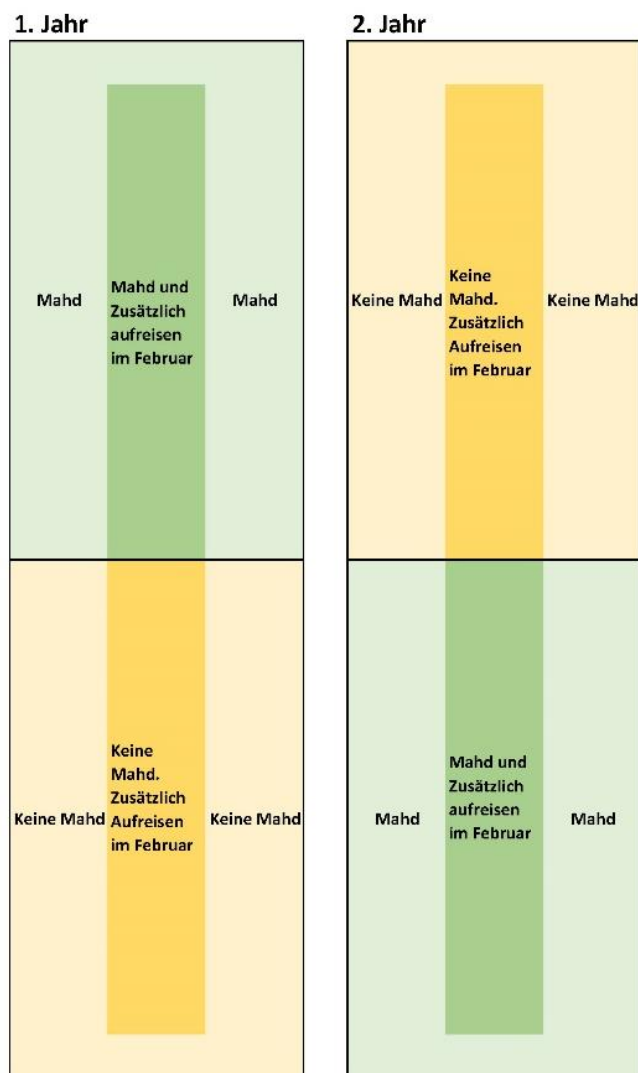 1. Jahr
2. Jahr
Mahd
Mahd und
Zusätzlich
aufreisen
im Februar
Mahd
Keine Mahd
Keine
Mahd.
Zusätzlich
Aufreisen
im Februar
Keine Mahd
Keine Mahd
Keine
Mahd.
Zusätzlich
Aufreisen
im Februar
Keine Mahd
Mahd
Mahd und
Zusätzlich
aufreisen
im Februar
Mahd